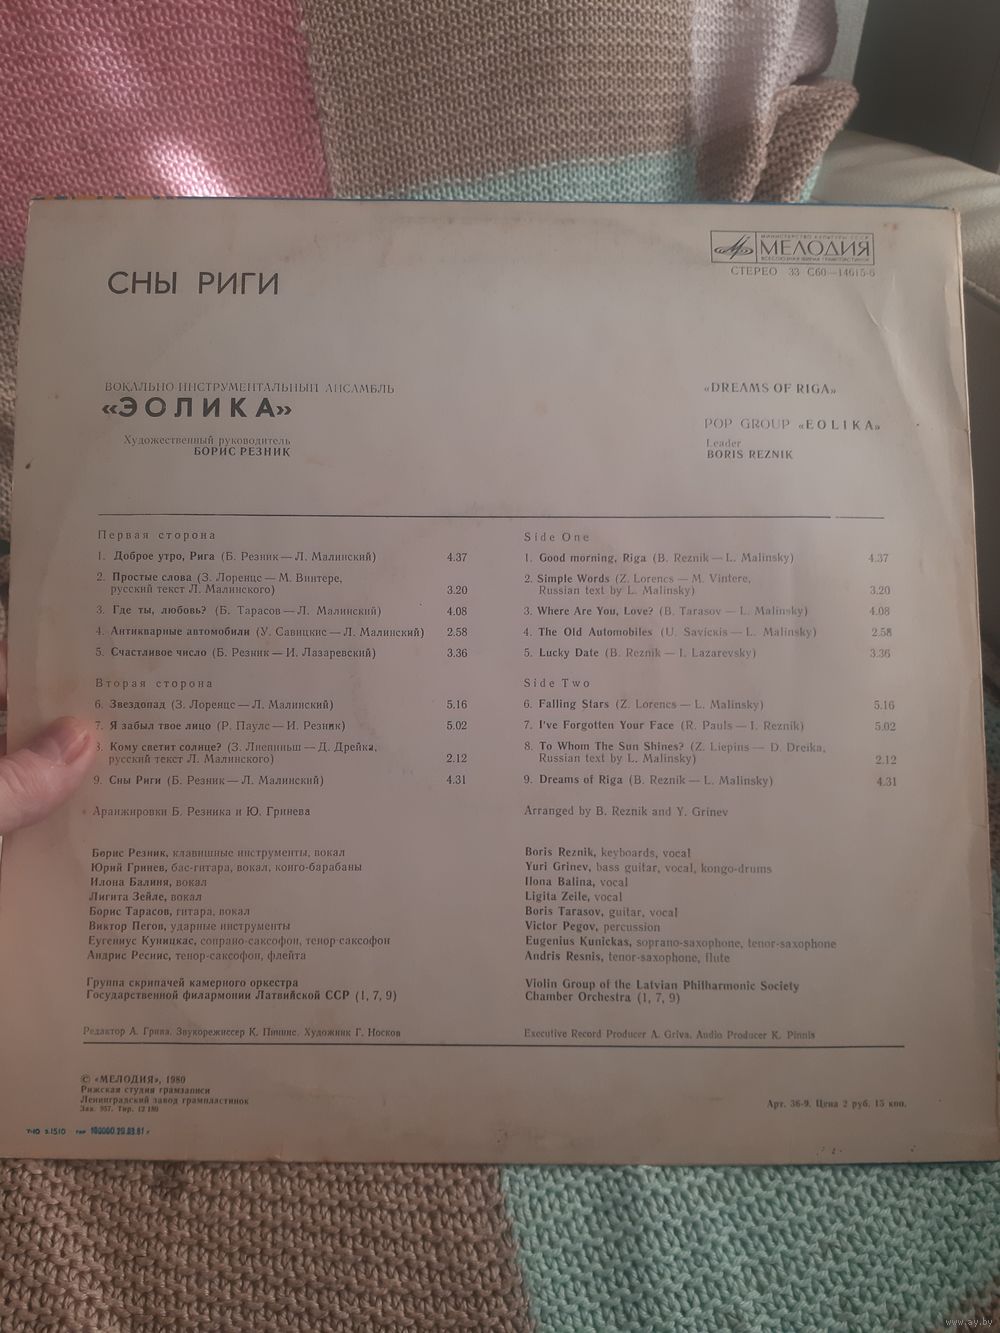 СНЫ РИГИ
МИНИСТЕРСТВО КУЛЬТУРЫ СССР
МЕЛОДИЯ
ВСЕСОЮЗНАЯ ФИРМА ГРАМПЛАСТИНОК
СТЕРЕО 33 С60—14615-6
ВОКАЛЬНО-ИНСТРУМЕНТАЛЬНЫЙ АНСАМБЛЬ
«ЭОЛИКА»
Художественный руководитель
БОРИС РЕЗНИК
«DREAMS OF RIGA»
POP GROUP «EOLIKA»
Leader
BORIS REZNIK
Первая сторона
1. Доброе утро, Рига (Б. Резник — Л. Малинский) 4.37
2. Простые слова (З. Лоренцс — М. Винтере,
русский текст Л. Малинского) 3.20
3. Где ты, любовь? (Б. Тарасов — Л. Малинский) 4.08
4. Антикварные автомобили (У. Савицкис — Л. Малинский) 2.58
5. Счастливое число (Б. Резник — И. Лазаревский) 3.36
Вторая сторона
6. Звездопад (З. Лоренцс — Л. Малинский) 5.16
7. Я забыл твое лицо (Р. Паулс — И. Резник) 5.02
8. Кому светит солнце? (З. Лиепиньш — Д. Дрейка,
русский текст Л. Малинского) 2.12
9. Сны Риги (Б. Резник — Л. Малинский) 4.31
Аранжировки Б. Резника и Ю. Гринева
Борис Резник, клавишные инструменты, вокал
Юрий Гринев, бас-гитара, вокал, конго-барабаны
Илона Балиня, вокал
Лигита Зейле, вокал
Борис Тарасов, гитара, вокал
Виктор Пегов, ударные инструменты
Еугениус Куницкас, сопрано-саксофон, тенор-саксофон
Андрис Реснис, тенор-саксофон, флейта
Группа скрипачей камерного оркестра
Государственной филармонии Латвийской ССР (1, 7, 9)
Редактор А. Грива. Звукорежиссер К. Пиннис. Художник Г. Носков
Side One
1. Good morning, Riga (B. Reznik — L. Malinsky) 4.37
2. Simple Words (Z. Lorencs — M. Vintere,
Russian text by L. Malinsky) 3.20
3. Where Are You, Love? (B. Tarasov — L. Malinsky) 4.08
4. The Old Automobiles (U. Savickis — L. Malinsky) 2.58
5. Lucky Date (B. Reznik — I. Lazarevsky) 3.36
Side Two
6. Falling Stars (Z. Lorencs — L. Malinsky) 5.16
7. I've Forgotten Your Face (R. Pauls — I. Reznik) 5.02
8. To Whom The Sun Shines? (Z. Liepins — D. Dreika,
Russian text by L. Malinsky) 2.12
9. Dreams of Riga (B. Reznik — L. Malinsky) 4.31
Arranged by B. Reznik and Y. Grinev
Boris Reznik, keyboards, vocal
Yuri Grinev, bass guitar, vocal, kongo-drums
Ilona Balina, vocal
Ligita Zeile, vocal
Boris Tarasov, guitar, vocal
Victor Pegov, percussion
Eugenius Kunickas, soprano-saxophone, tenor-saxophone
Andris Resnis, tenor-saxophone, flute
Violin Group of the Latvian Philharmonic Society
Chamber Orchestra (1, 7, 9)
Executive Record Producer A. Griva. Audio Producer K. Pinnis
© «МЕЛОДИЯ», 1980
Рижская студия грамзаписи
Ленинградский завод грампластинок
Зак. 957. Тир. 12 180
Арт. 36-9. Цена 2 руб. 15 коп.
www.ay.by